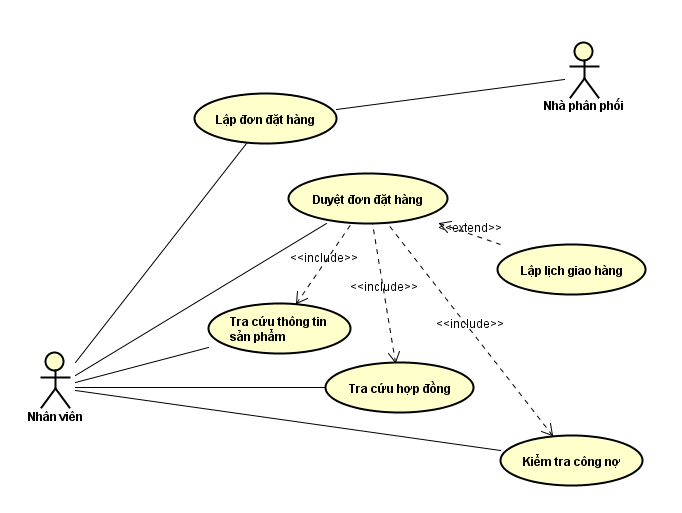 Nhà phân phối
Lập đơn đặt hàng
Duyệt đơn đặt hàng
<<extend>>
<<include>>
Lập lịch giao hàng
<<include>>
Tra cứu thông tin
sản phẩm
<<include>>
Tra cứu hợp đồng
Nhân viên
Kiểm tra công nợ